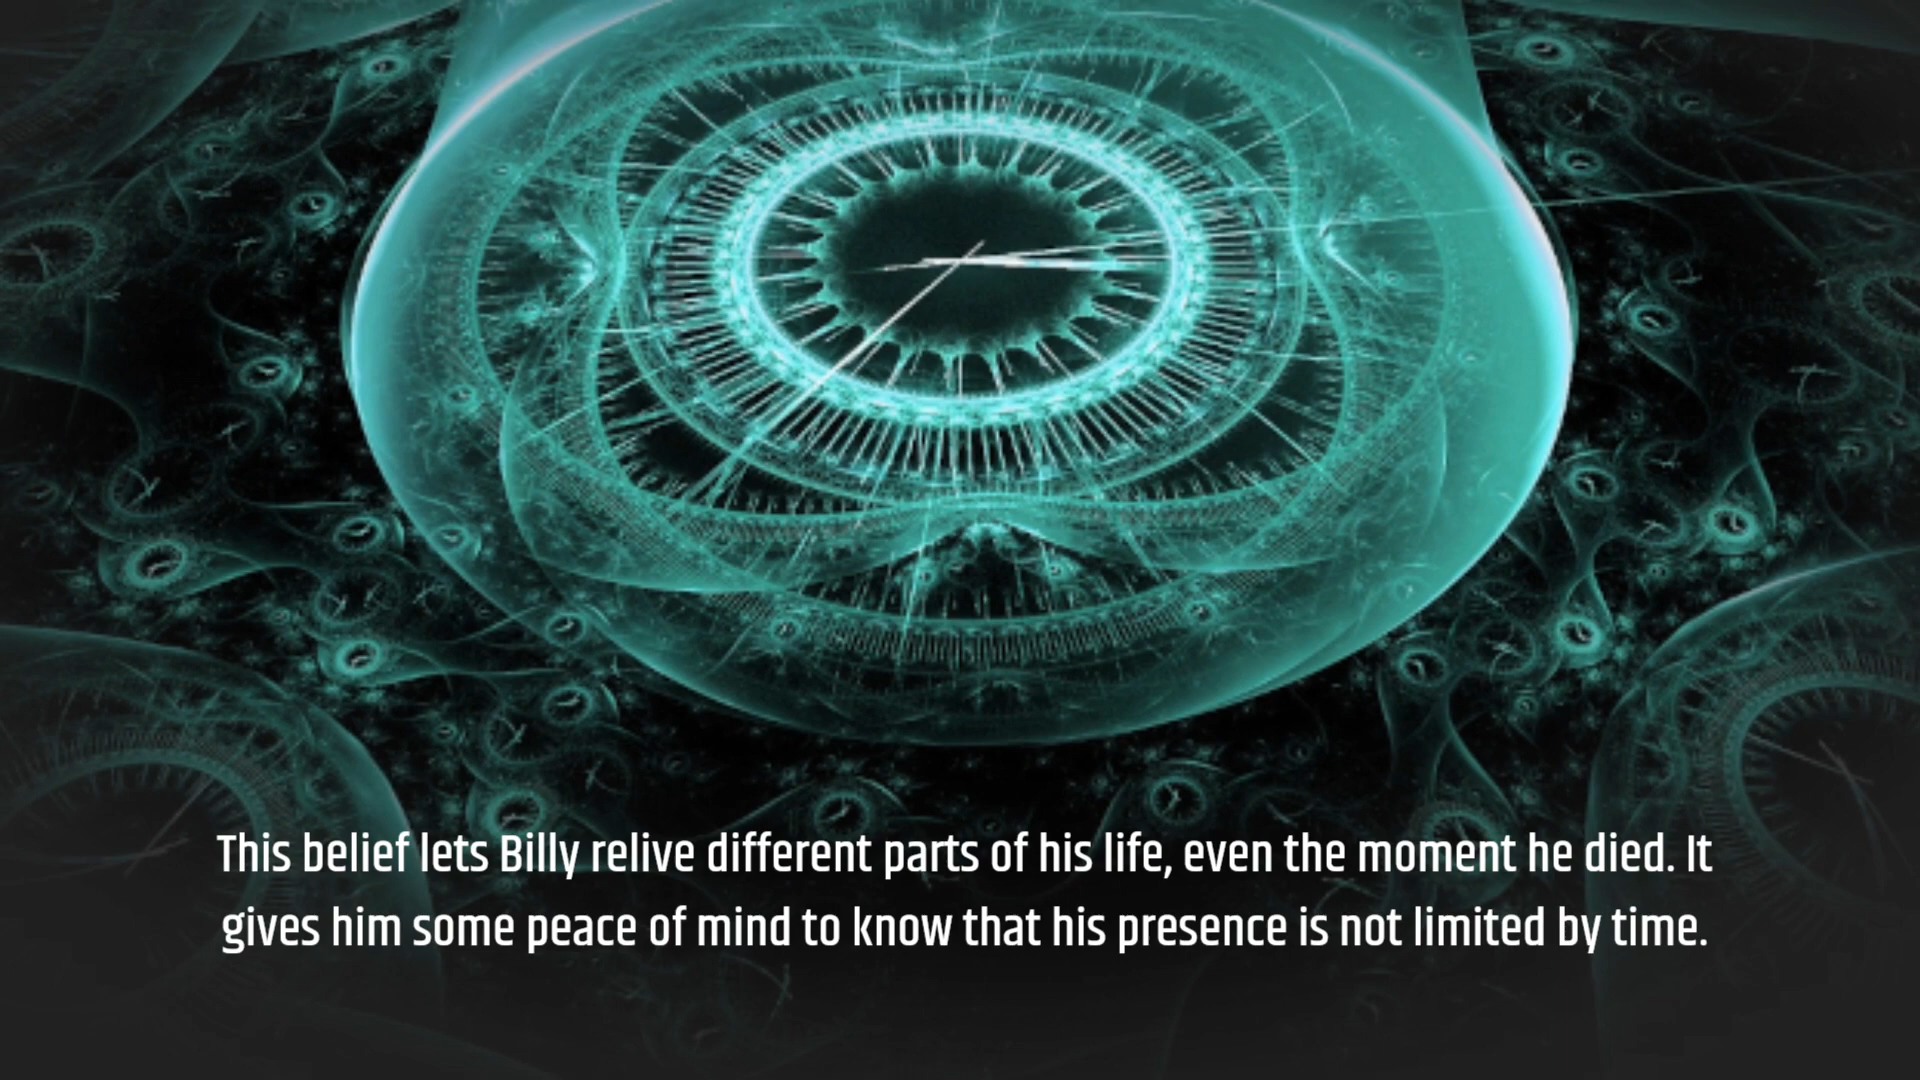 This belief lets Billy relive different parts of his life, even the moment he died. It
gives him some peace of mind to know that his presence is not limited by time.